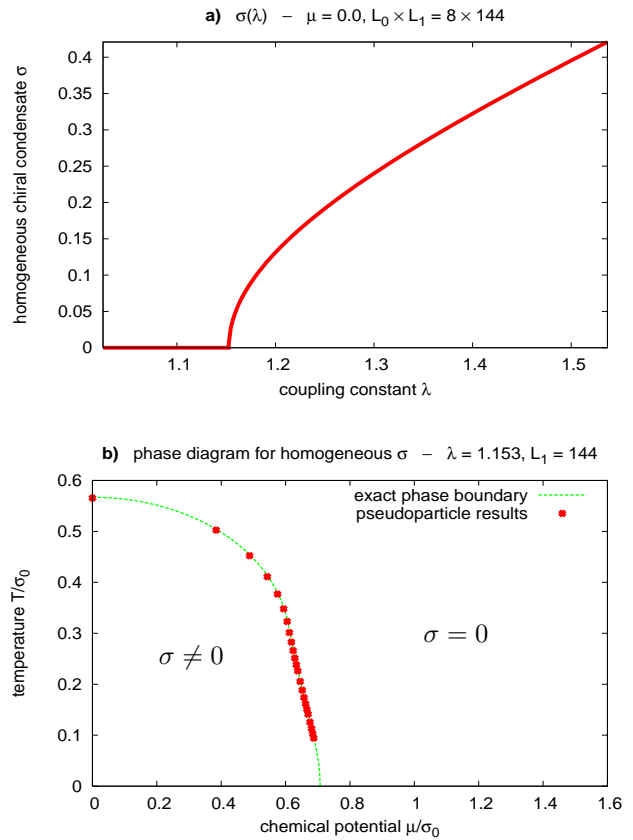 a) σ(λ) – μ = 0.0, L₀ × L₁ = 8 × 144
homogeneous chiral condensate σ
0.4
0.35
0.3
0.25
0.2
0.15
0.1
0.05
0
1.1 1.2 1.3 1.4 1.5
coupling constant λ
b) phase diagram for homogeneous σ – λ = 1.153, L₁ = 144
temperature T/σ₀
0.6
0.5
0.4
0.3
0.2
0.1
0
exact phase boundary
pseudoparticle results
σ ≠ 0
σ = 0
0 0.2 0.4 0.6 0.8 1 1.2 1.4 1.6
chemical potential μ/σ₀